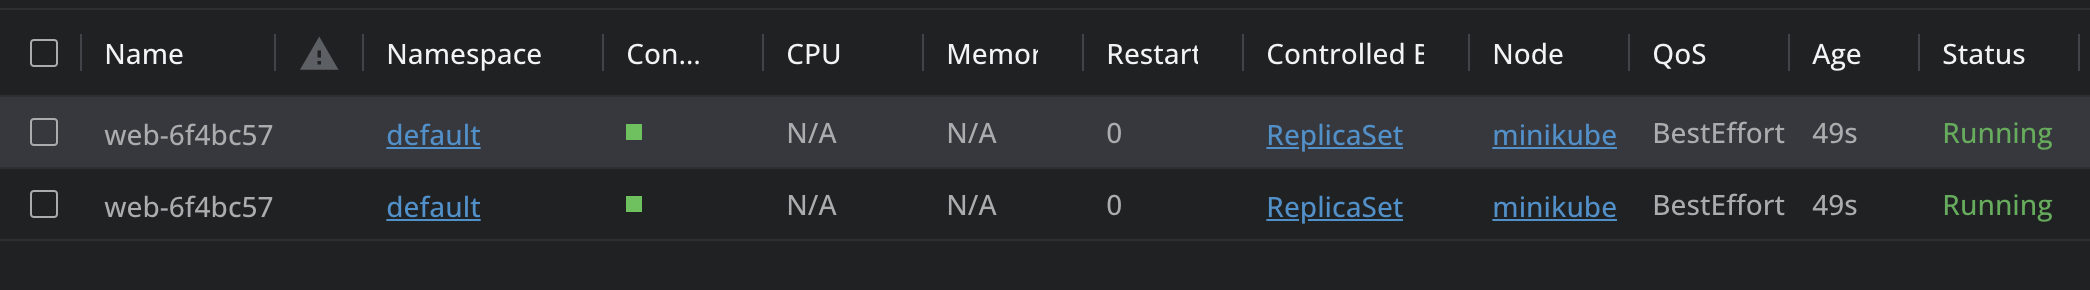 Name Namespace Con... CPU Memor Restart Controlled B Node QoS Age Status
web-6f4bc57 default N/A N/A 0 ReplicaSet minikube BestEffort 49s Running
web-6f4bc57 default N/A N/A 0 ReplicaSet minikube BestEffort 49s Running